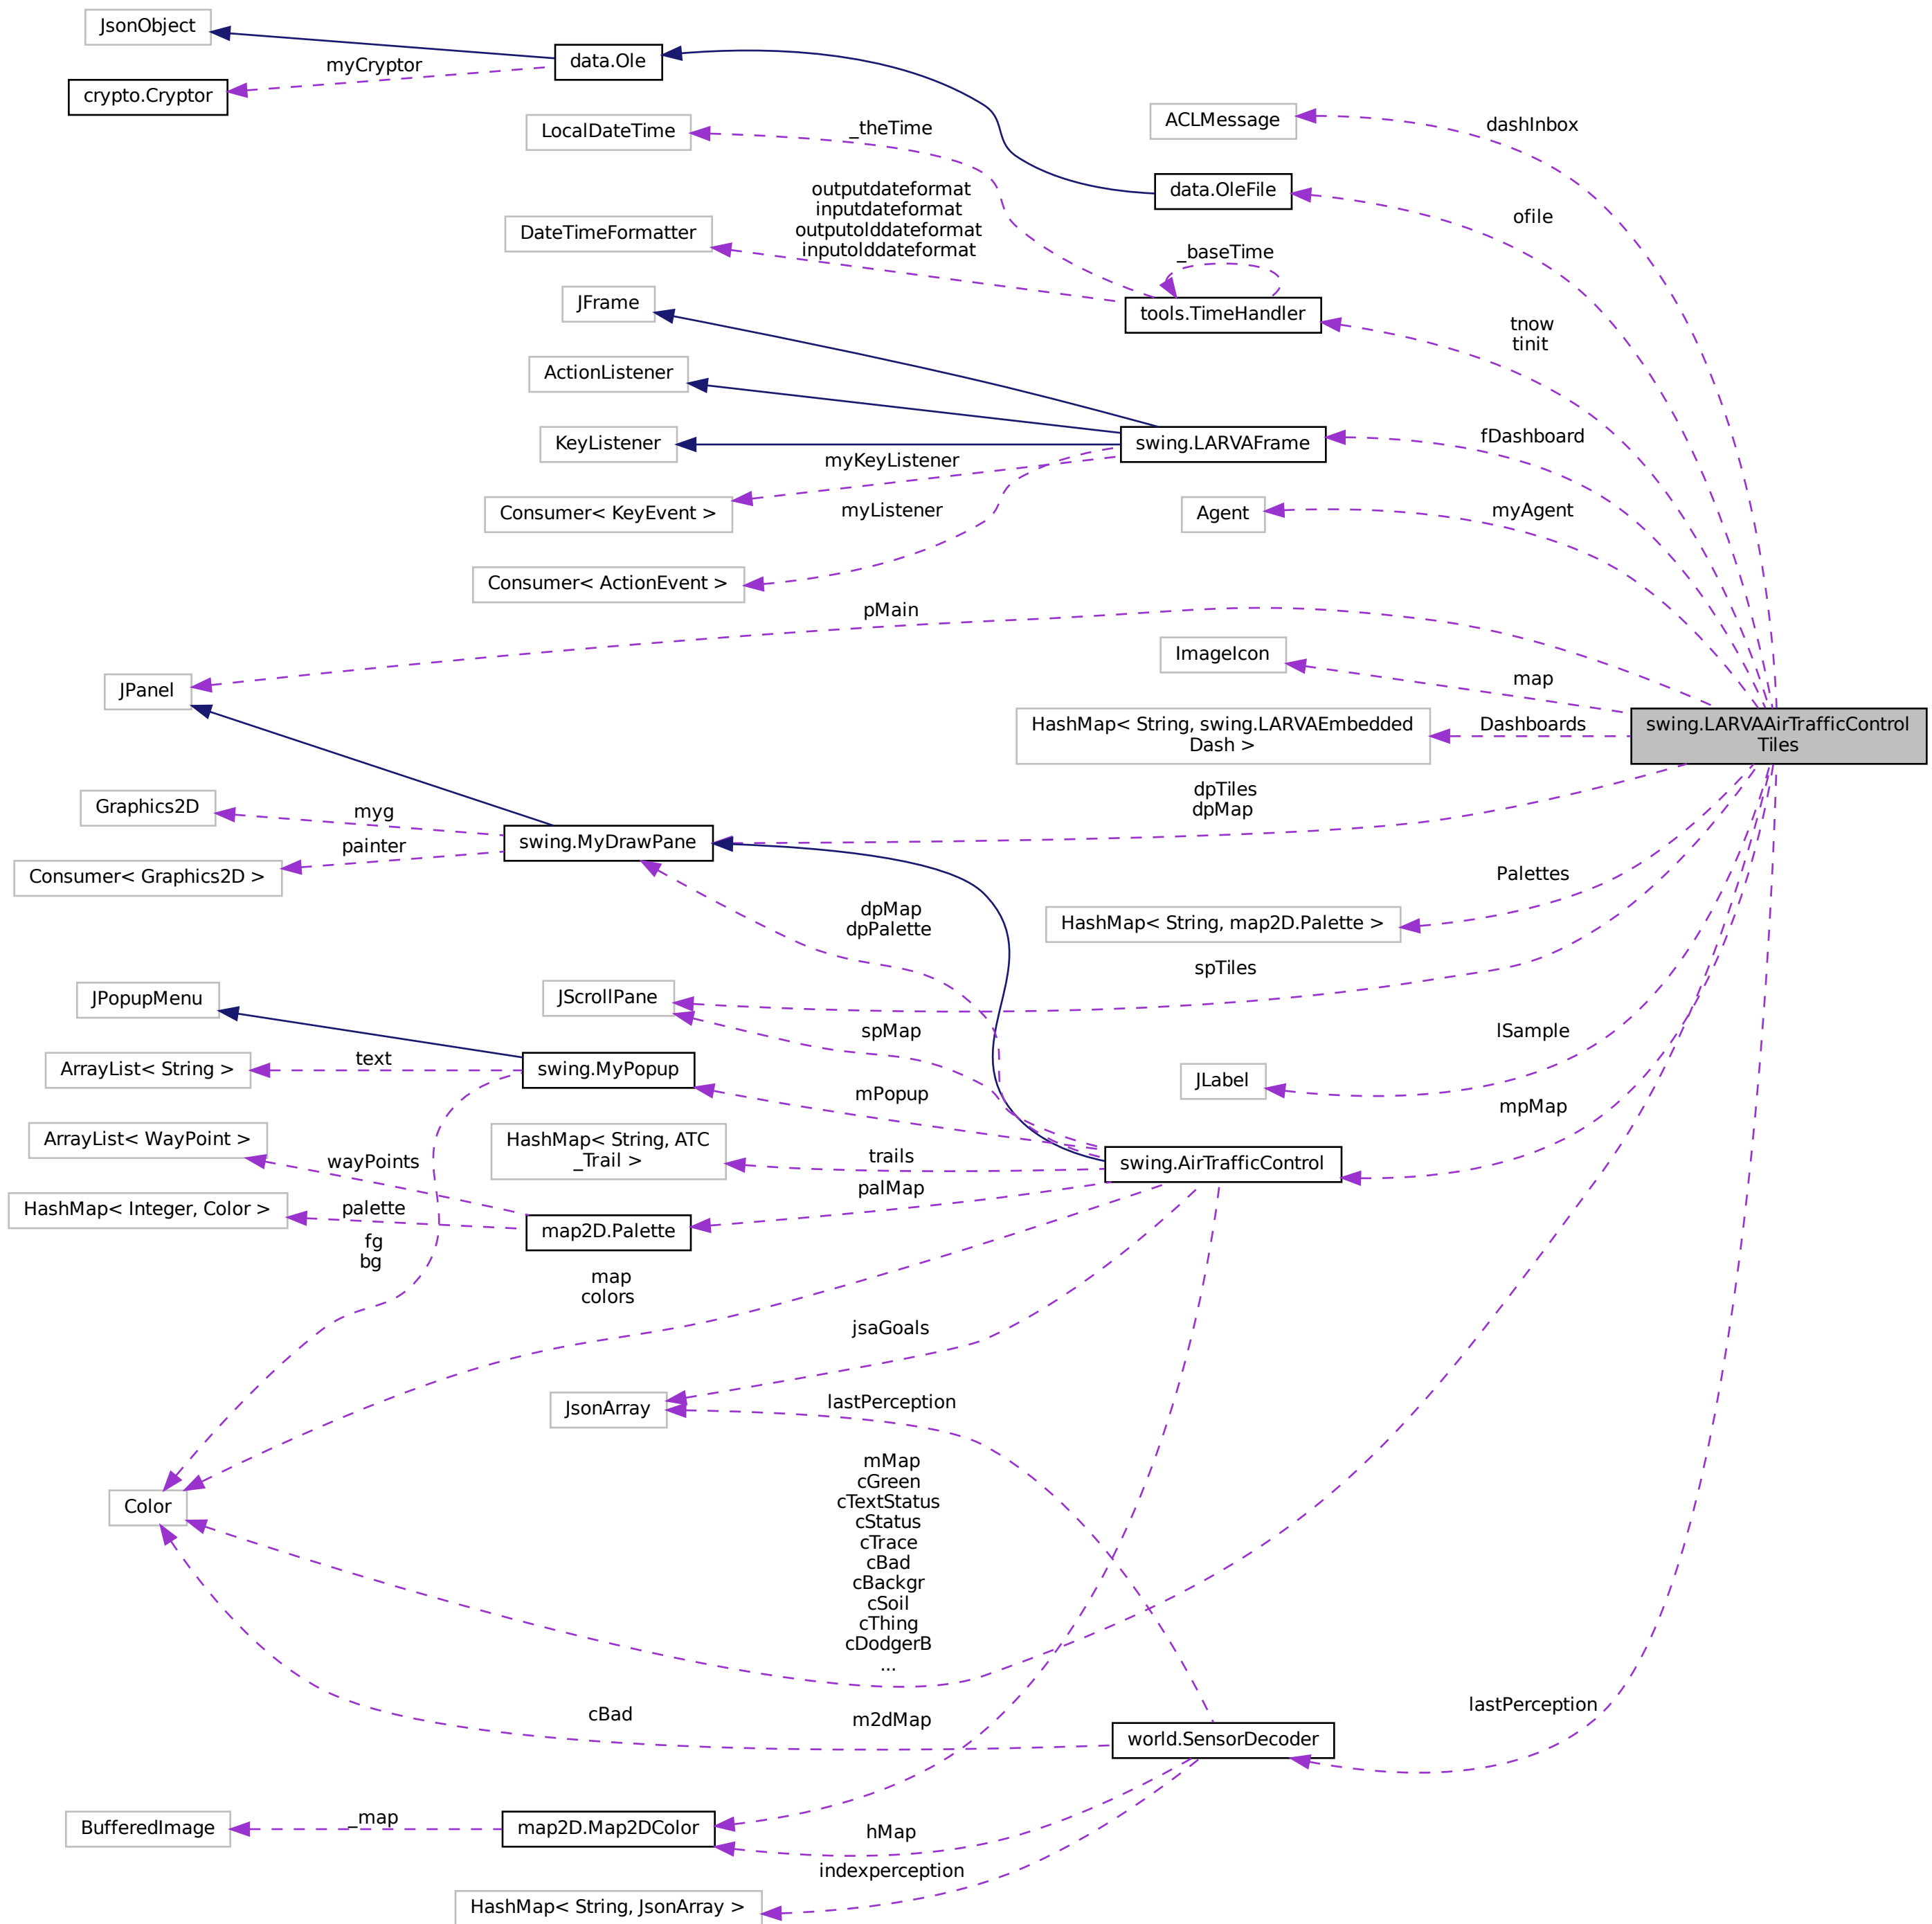 JsonObject
data.Ole
myCryptor
crypto.Cryptor
ACLMessage
dashInbox
LocalDateTime
_theTime
data.OleFile
ofile
outputdateformat
inputdateformat
outputolddateformat
inputolddateformat
DateTimeFormatter
_baseTime
tools.TimeHandler
tnow
tinit
JFrame
ActionListener
KeyListener
swing.LARVAFrame
fDashboard
myKeyListener
Consumer< KeyEvent >
myListener
Agent
myAgent
Consumer< ActionEvent >
pMain
ImageIcon
map
JPanel
HashMap< String, swing.LARVAEmbedded
Dash >
Dashboards
swing.LARVAAirTrafficControl
Tiles
dpTiles
dpMap
Graphics2D
myg
swing.MyDrawPane
painter
Consumer< Graphics2D >
Palettes
HashMap< String, map2D.Palette >
dpMap
dpPalette
spTiles
JPopupMenu
JScrollPane
spMap
lSample
ArrayList< String >
text
swing.MyPopup
JLabel
mPopup
mpMap
ArrayList< WayPoint >
HashMap< String, ATC
_Trail >
trails
swing.AirTrafficControl
wayPoints
palMap
HashMap< Integer, Color >
palette
map2D.Palette
fg
bg
map
colors
jsaGoals
JsonArray
lastPerception
Color
mMap
cGreen
cTextStatus
cStatus
cTrace
cBad
cBackgr
cSoil
cThing
cDodgerB
...
cBad
m2dMap
world.SensorDecoder
lastPerception
BufferedImage
_map
map2D.Map2DColor
hMap
indexperception
HashMap< String, JsonArray >